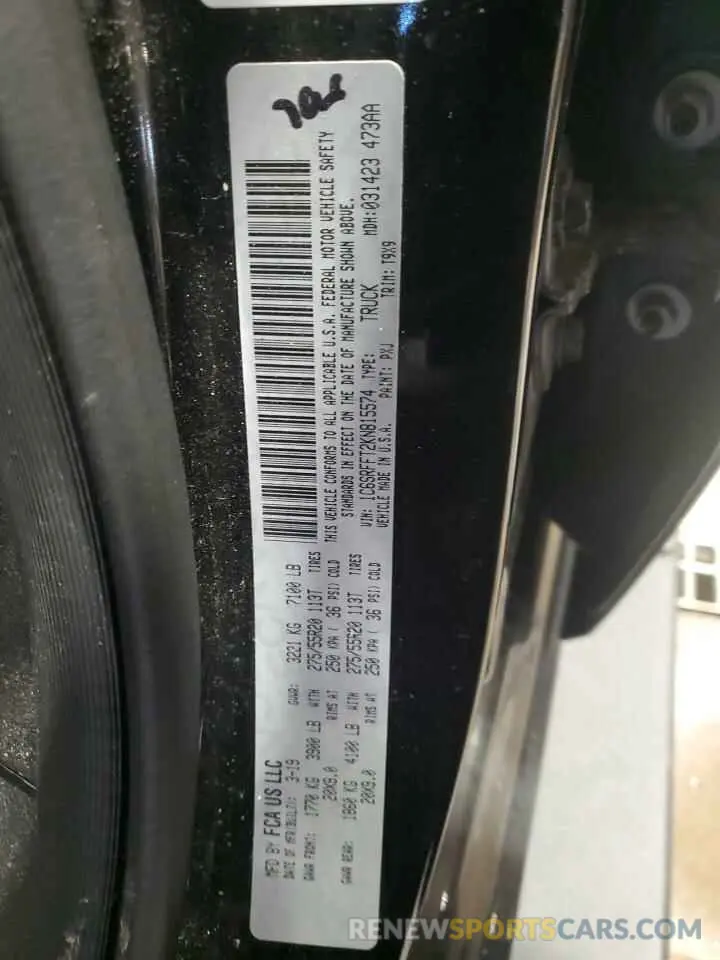 MFD BY FCA US LLC
DATE OF MFR(BUILT): 3-19 GVWR: 3221 KG 7100 LB
GAWR FRONT: 1770 KG 3900 LB WITH 275/55R20 113T TIRES
20X9.0 RIMS AT 250 KPA ( 36 PSI) COLD
GAWR REAR: 1860 KG 4100 LB WITH 275/55R20 113T TIRES
20X9.0 RIMS AT 250 KPA ( 36 PSI) COLD
THIS VEHICLE CONFORMS TO ALL APPLICABLE U.S.A. FEDERAL MOTOR VEHICLE SAFETY
STANDARDS IN EFFECT ON THE DATE OF MANUFACTURE SHOWN ABOVE.
VIN: 1C6SRFFT2KN815574 TYPE: TRUCK MDH:031423 473AA
VEHICLE MADE IN U.S.A. PAINT: PXJ TRIM: T9X9
RENEWSPORTSCARS.COM